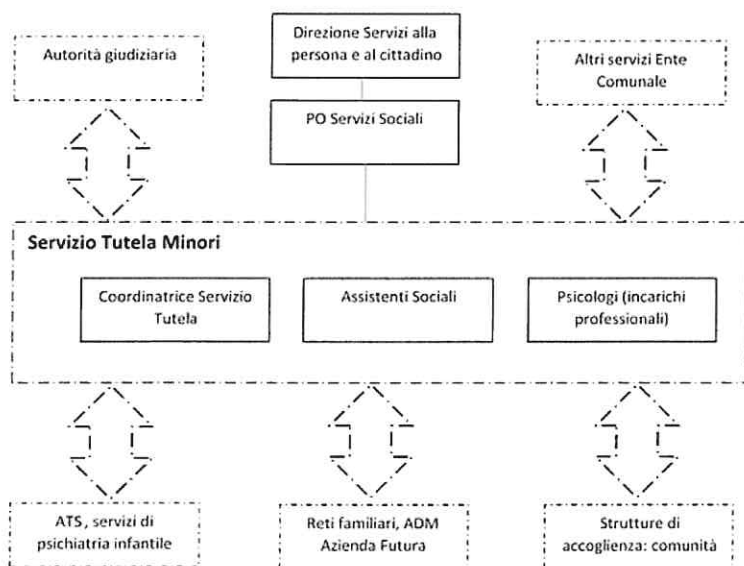 Autorità giudiziaria
Direzione Servizi alla
persona e al cittadino
Altri servizi Ente
Comunale
PO Servizi Sociali
Servizio Tutela Minori
Coordinatrice Servizio
Tutela
Assistenti Sociali
Psicologi (incarichi
professionali)
ATS, servizi di
psichiatria infantile
Reti familiari, ADM
Azienda Futura
Strutture di
accoglienza: comunità